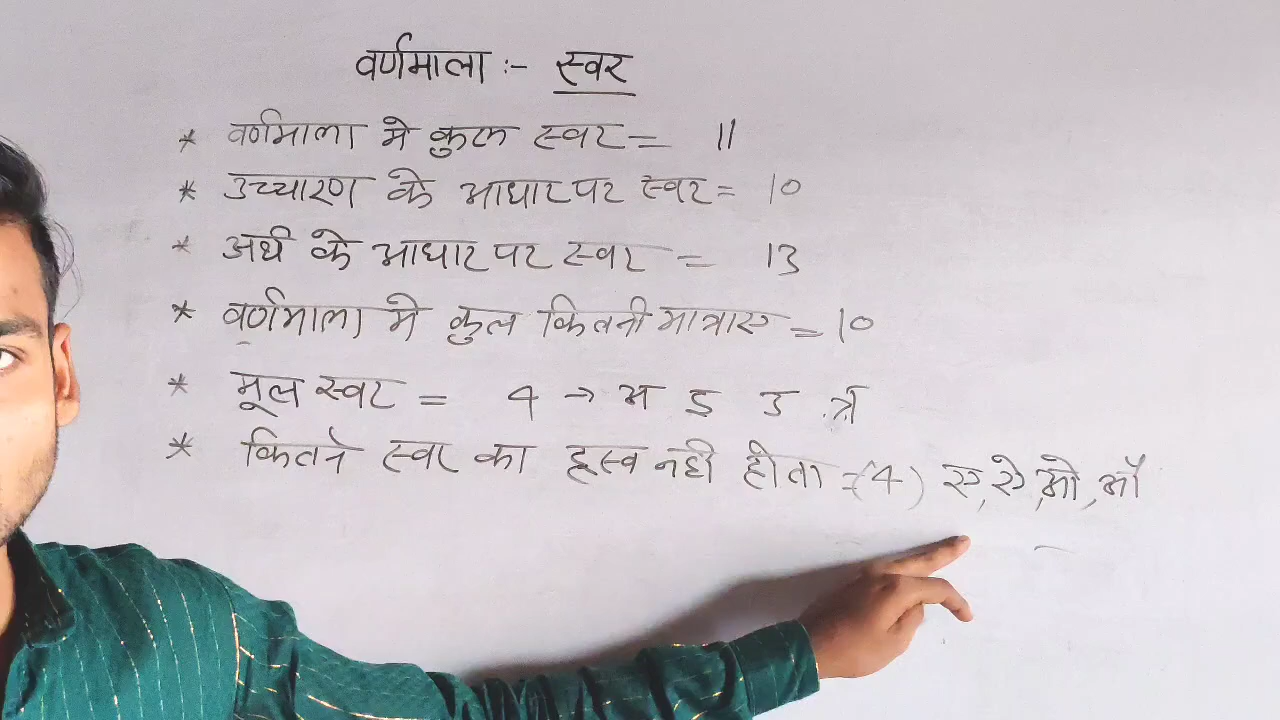 वर्णमाला :- स्वर
* वर्णमाला मे कुल स्वर = 11
* उच्चारण के आधार पर स्वर = 10
* अर्थ के आधार पर स्वर = 13
* वर्णमाला मे कुल कितनी मात्राए = 10
* मूल स्वर = 4 → अ इ उ ऋ
* कितने स्वर का ह्रस्व नही होता = (4) ए, ऐ, ओ, औ